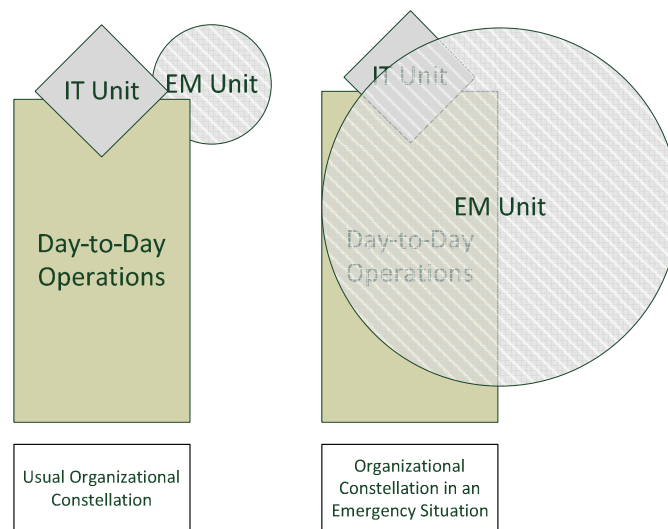 IT Unit
EM Unit
Day-to-Day
Operations
Usual Organizational
Constellation
IT Unit
EM Unit
Day-to-Day
Operations
Organizational
Constellation in an
Emergency Situation